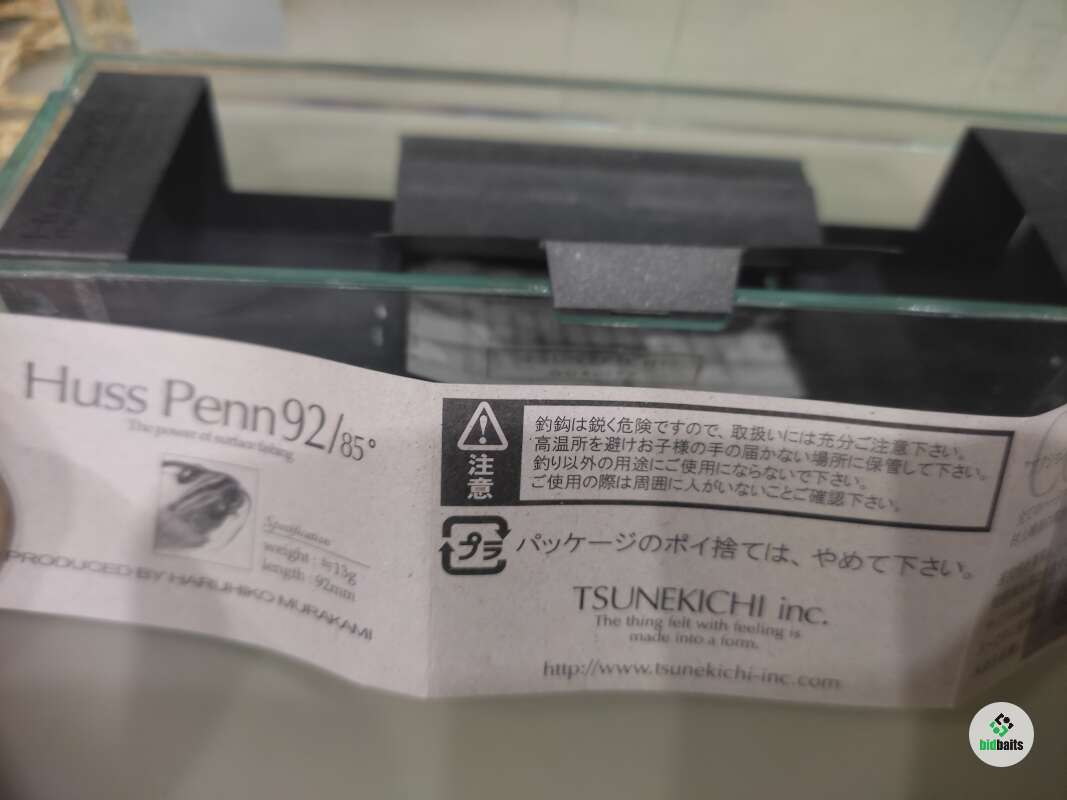 Huss Penn 92/85°
The power of surface fishing
Specification
weight : ≒13g
length : 92mm
PRODUCED BY HARUHIKO MURAKAMI
注意
釣鈎は鋭く危険ですので、取扱いには充分ご注意下さい。
高温所を避けお子様の手の届かない場所に保管して下さい。
釣り以外の用途にご使用にならないで下さい。
ご使用の際は周囲に人がいないことご確認下さい。
プラ
パッケージのポイ捨ては、やめて下さい。
TSUNEKICHI inc.
The thing felt with feeling is
made into a form.
http://www.tsunekichi-inc.com
bidbaits